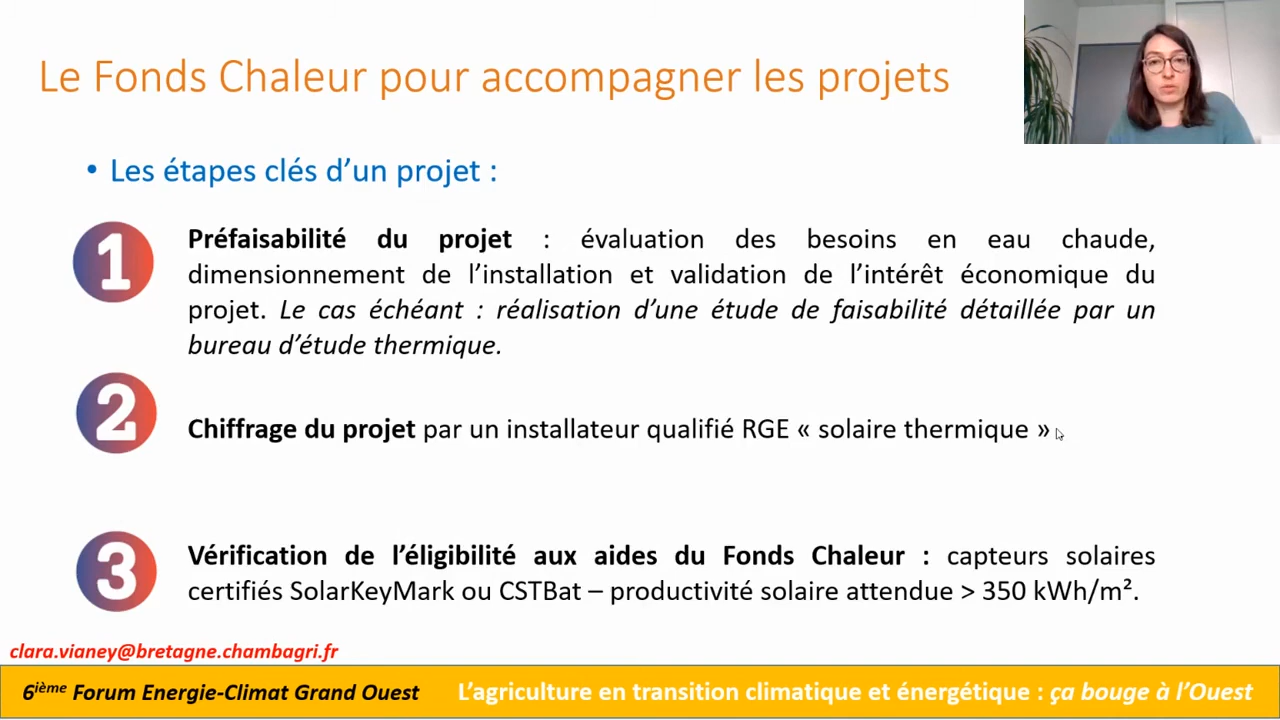 Le Fonds Chaleur pour accompagner les projets
• Les étapes clés d’un projet :
1
Préfaisabilité du projet : évaluation des besoins en eau chaude,
dimensionnement de l’installation et validation de l’intérêt économique du
projet. Le cas échéant : réalisation d’une étude de faisabilité détaillée par un
bureau d’étude thermique.
2
Chiffrage du projet par un installateur qualifié RGE « solaire thermique »
3
Vérification de l’éligibilité aux aides du Fonds Chaleur : capteurs solaires
certifiés SolarKeyMark ou CSTBat – productivité solaire attendue > 350 kWh/m².
clara.vianey@bretagne.chambagri.fr
6ième Forum Energie-Climat Grand Ouest
L’agriculture en transition climatique et énergétique : ça bouge à l’Ouest